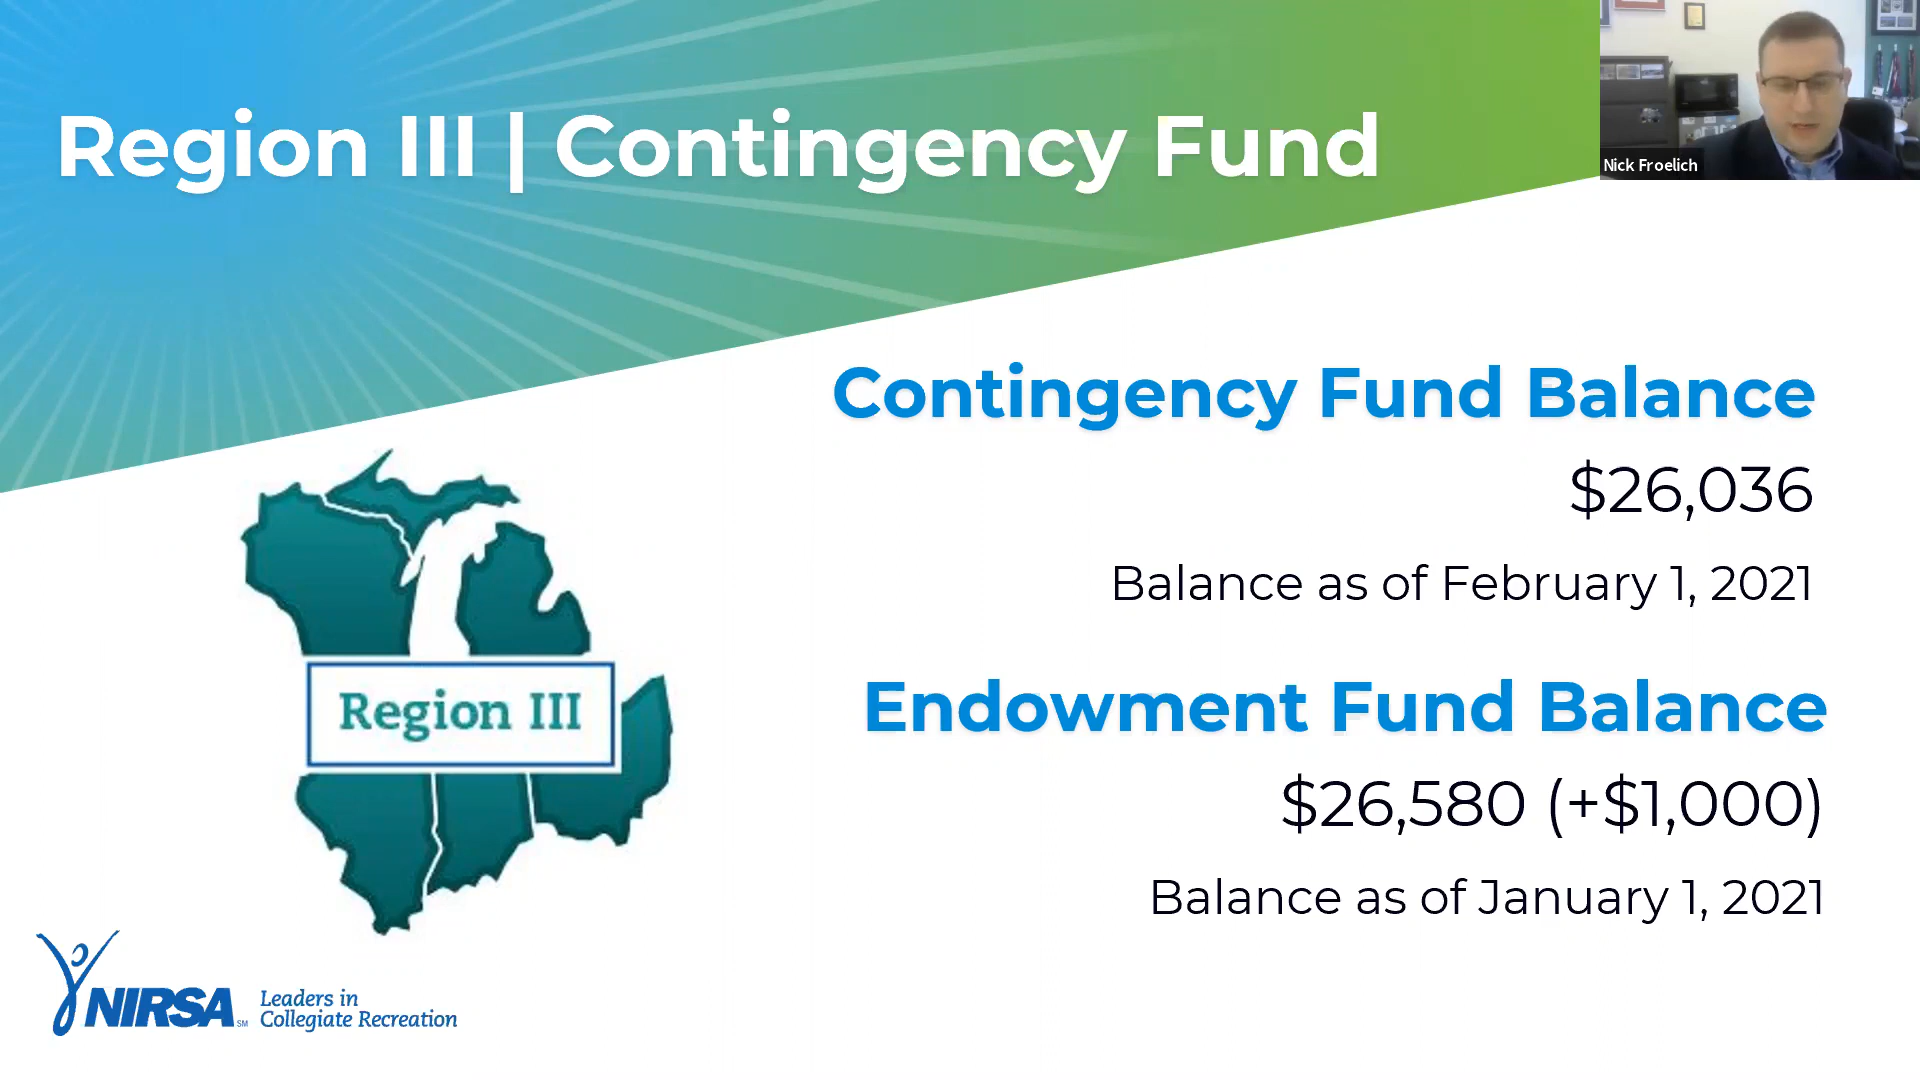 Region III | Contingency Fund
Nick Froelich
Contingency Fund Balance
$26,036
Balance as of February 1, 2021
Region III
Endowment Fund Balance
$26,580 (+$1,000)
Balance as of January 1, 2021
NIRSA SM
Leaders in
Collegiate Recreation